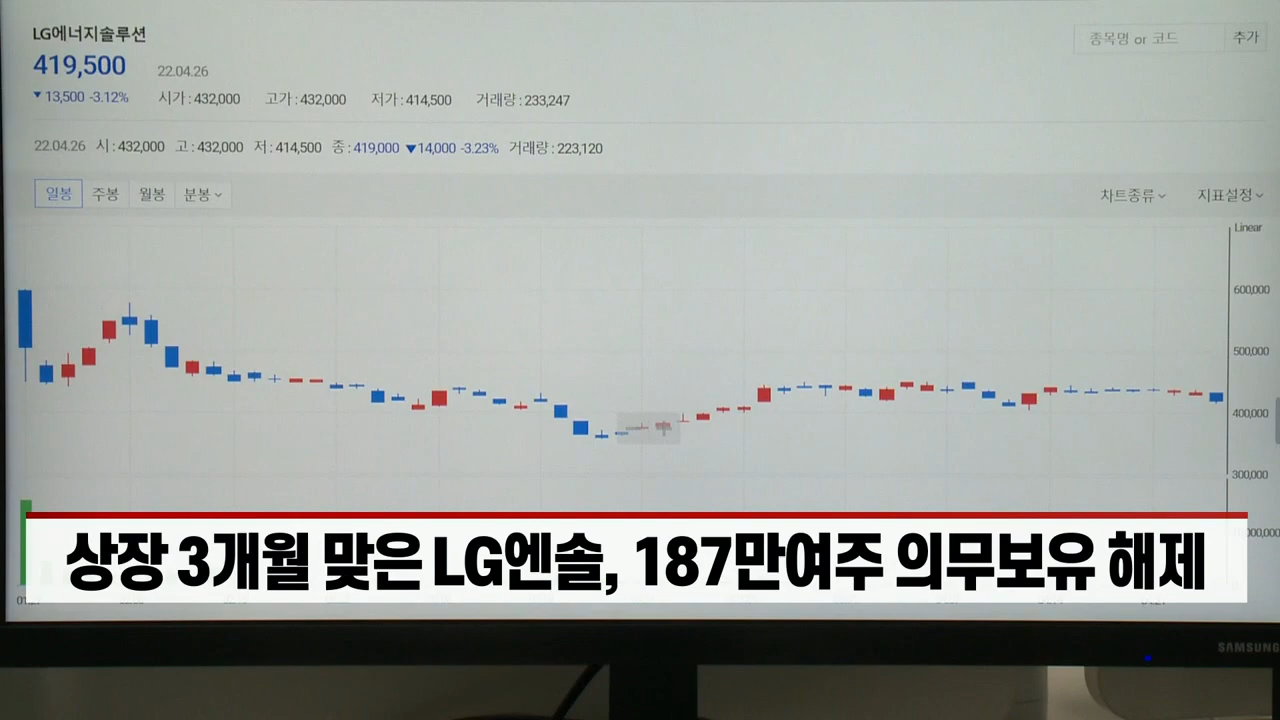 LG에너지솔루션
종목명 or 코드 추가
419,500 22.04.26
▼ 13,500 -3.12% 시가 : 432,000 고가 : 432,000 저가 : 414,500 거래량 : 233,247
22.04.26 시 : 432,000 고 : 432,000 저 : 414,500 종 : 419,000 ▼14,000 -3.23% 거래량 : 223,120
일봉 주봉 월봉 분봉 차트종류 지표설정
Linear
600,000
500,000
400,000
300,000
상장 3개월 맞은 LG엔솔, 187만여주 의무보유 해제
SAMSUNG